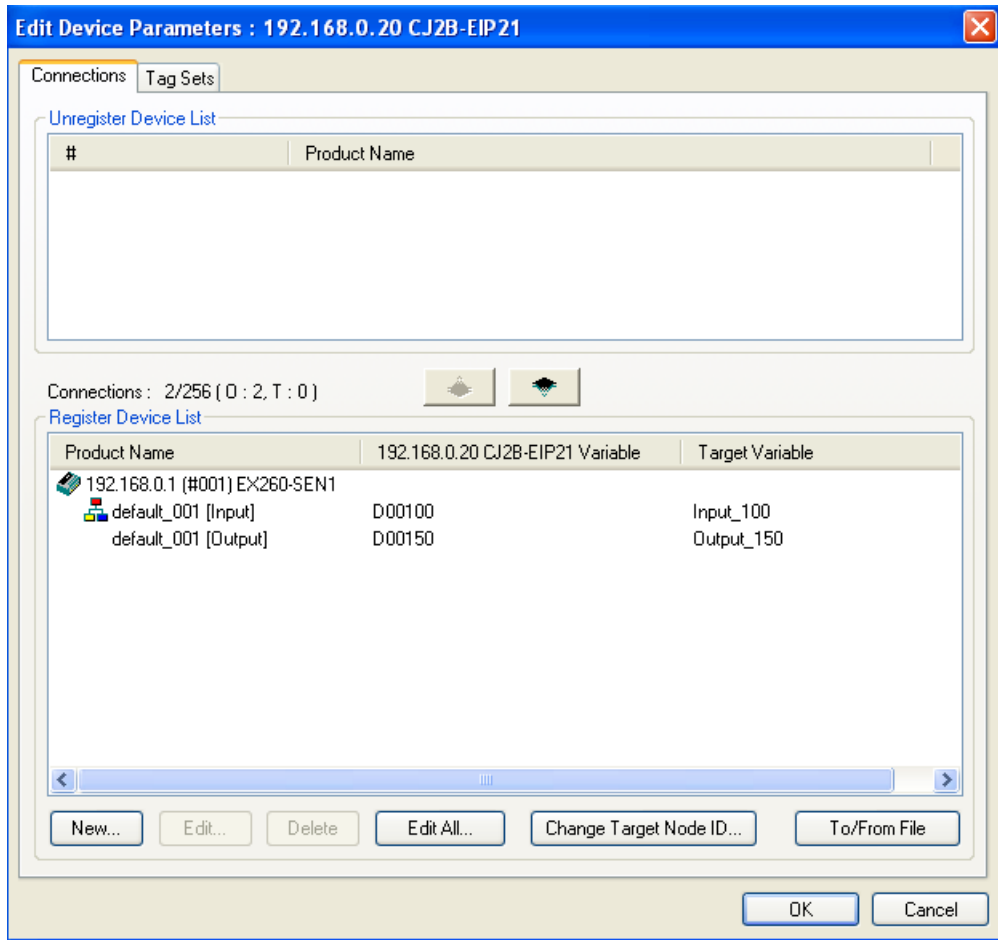 Edit Device Parameters : 192.168.0.20 CJ2B-EIP21
Connections Tag Sets
Unregister Device List
# Product Name
Connections : 2/256 ( O : 2, T : 0 )
Register Device List
Product Name 192.168.0.20 CJ2B-EIP21 Variable Target Variable
192.168.0.1 (#001) EX260-SEN1
default_001 [Input] D00100 Input_100
default_001 [Output] D00150 Output_150
New... Edit... Delete Edit All... Change Target Node ID... To/From File
OK Cancel